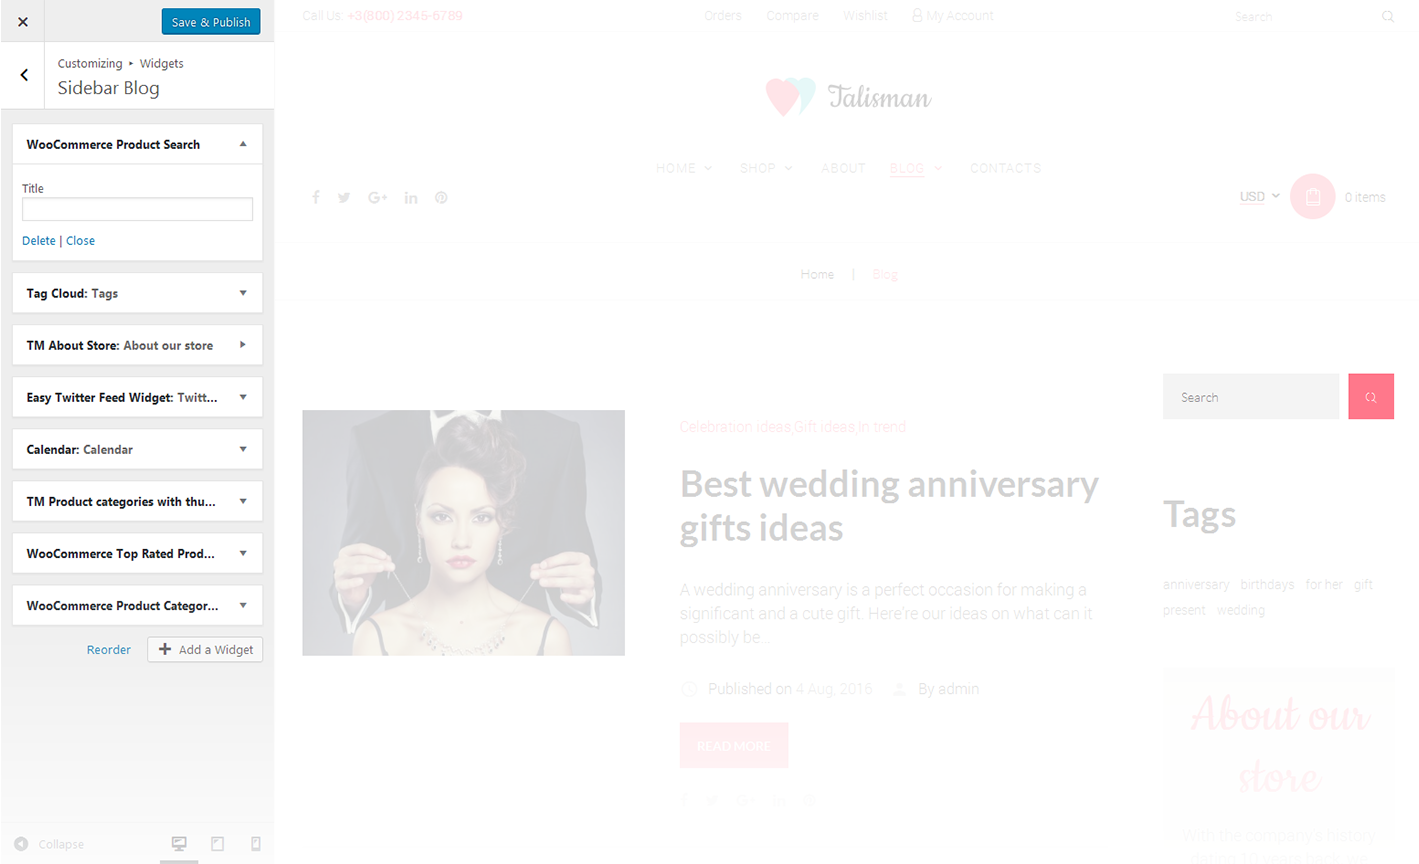 Save & Publish
Customizing ▸ Widgets
Sidebar Blog
WooCommerce Product Search
Title
Delete | Close
Tag Cloud: Tags
TM About Store: About our store
Easy Twitter Feed Widget: Twitt...
Calendar: Calendar
TM Product categories with thu...
WooCommerce Top Rated Prod...
WooCommerce Product Categor...
Reorder
Add a Widget
Collapse
Call Us: +3(800) 2345-6789
Orders Compare Wishlist My Account
Search
Talisman
HOME SHOP ABOUT BLOG CONTACTS
USD
0 items
Home | Blog
Celebration ideas,Gift ideas,In trend
Best wedding anniversary
gifts ideas
A wedding anniversary is a perfect occasion for making a
significant and a cute gift. Here're our ideas on what can it
possibly be...
Published on 4 Aug, 2016 By admin
READ MORE
Search
Tags
anniversary birthdays for her gift
present wedding
About our
store
With the company's history